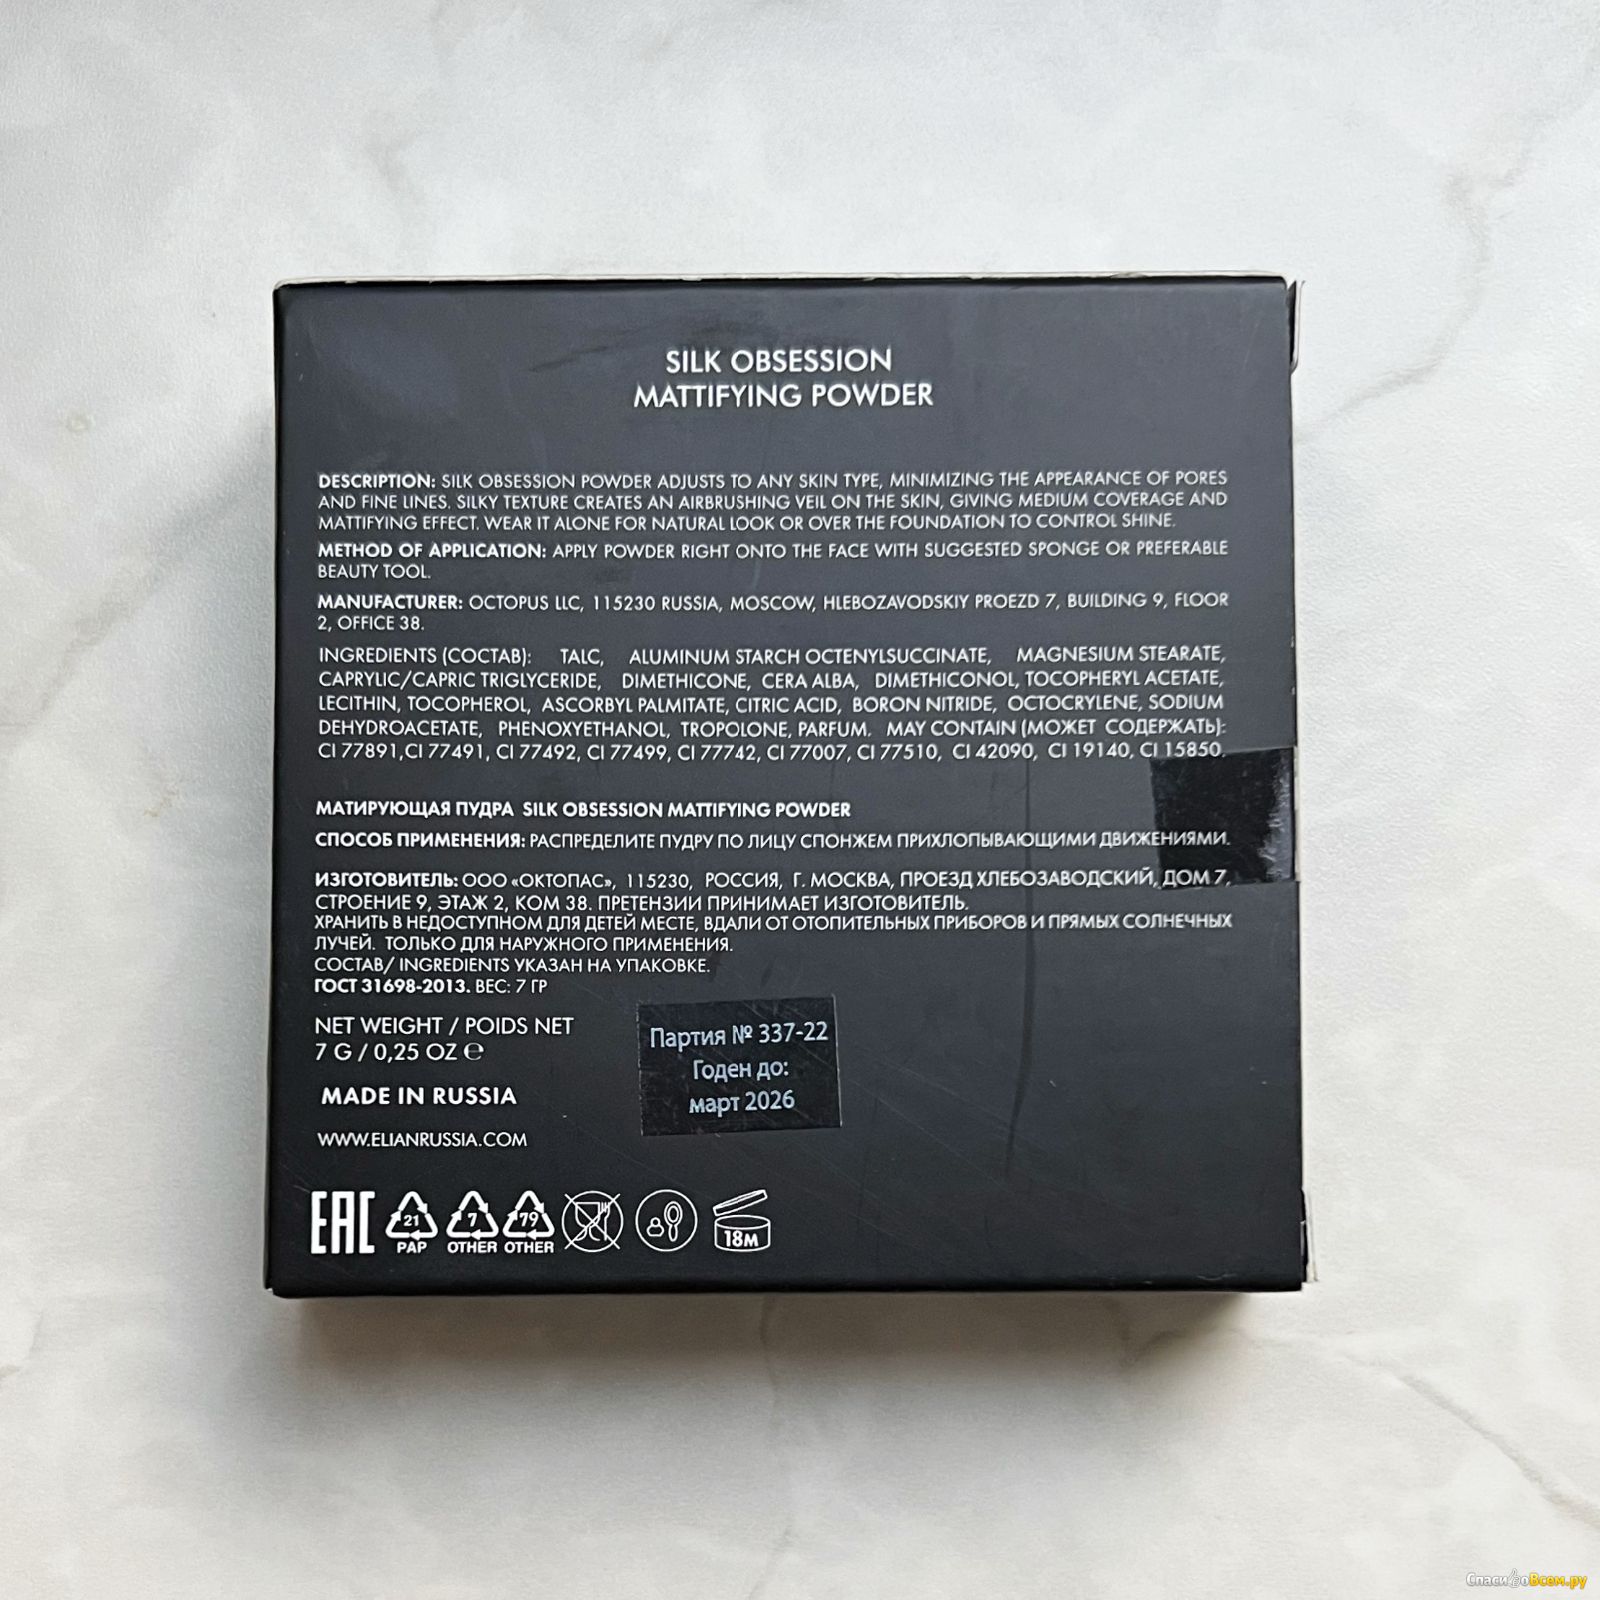 SILK OBSESSION
MATTIFYING POWDER
DESCRIPTION: SILK OBSESSION POWDER ADJUSTS TO ANY SKIN TYPE, MINIMIZING THE APPEARANCE OF PORES
AND FINE LINES. SILKY TEXTURE CREATES AN AIRBRUSHING VEIL ON THE SKIN, GIVING MEDIUM COVERAGE AND
MATTIFYING EFFECT. WEAR IT ALONE FOR NATURAL LOOK OR OVER THE FOUNDATION TO CONTROL SHINE.
METHOD OF APPLICATION: APPLY POWDER RIGHT ONTO THE FACE WITH SUGGESTED SPONGE OR PREFERABLE
BEAUTY TOOL.
MANUFACTURER: OCTOPUS LLC, 115230 RUSSIA, MOSCOW, HLEBOZAVODSKIY PROEZD 7, BUILDING 9, FLOOR
2, OFFICE 38.
INGREDIENTS (СОСТАВ): TALC, ALUMINUM STARCH OCTENYLSUCCINATE, MAGNESIUM STEARATE,
CAPRYLIC/CAPRIC TRIGLYCERIDE, DIMETHICONE, CERA ALBA, DIMETHICONOL, TOCOPHERYL ACETATE,
LECITHIN, TOCOPHEROL, ASCORBYL PALMITATE, CITRIC ACID, BORON NITRIDE, OCTOCRYLENE, SODIUM
DEHYDROACETATE, PHENOXYETHANOL, TROPOLONE, PARFUM. MAY CONTAIN (МОЖЕТ СОДЕРЖАТЬ):
CI 77891,CI 77491, CI 77492, CI 77499, CI 77742, CI 77007, CI 77510, CI 42090, CI 19140, CI 15850.
МАТИРУЮЩАЯ ПУДРА SILK OBSESSION MATTIFYING POWDER
СПОСОБ ПРИМЕНЕНИЯ: РАСПРЕДЕЛИТЕ ПУДРУ ПО ЛИЦУ СПОНЖЕМ ПРИХЛОПЫВАЮЩИМИ ДВИЖЕНИЯМИ.
ИЗГОТОВИТЕЛЬ: ООО «ОКТОПАС», 115230, РОССИЯ, Г. МОСКВА, ПРОЕЗД ХЛЕБОЗАВОДСКИЙ, ДОМ 7,
СТРОЕНИЕ 9, ЭТАЖ 2, КОМ 38. ПРЕТЕНЗИИ ПРИНИМАЕТ ИЗГОТОВИТЕЛЬ.
ХРАНИТЬ В НЕДОСТУПНОМ ДЛЯ ДЕТЕЙ МЕСТЕ, ВДАЛИ ОТ ОТОПИТЕЛЬНЫХ ПРИБОРОВ И ПРЯМЫХ СОЛНЕЧНЫХ
ЛУЧЕЙ. ТОЛЬКО ДЛЯ НАРУЖНОГО ПРИМЕНЕНИЯ.
СОСТАВ/ INGREDIENTS УКАЗАН НА УПАКОВКЕ.
ГОСТ 31698-2013. ВЕС: 7 ГР
NET WEIGHT / POIDS NET
7 G / 0,25 OZ ℮
MADE IN RUSSIA
WWW.ELIANRUSSIA.COM
Партия № 337-22
Годен до:
март 2026
EAC
21
PAP
7
OTHER
79
OTHER
18M
СпасибоВсем.ру